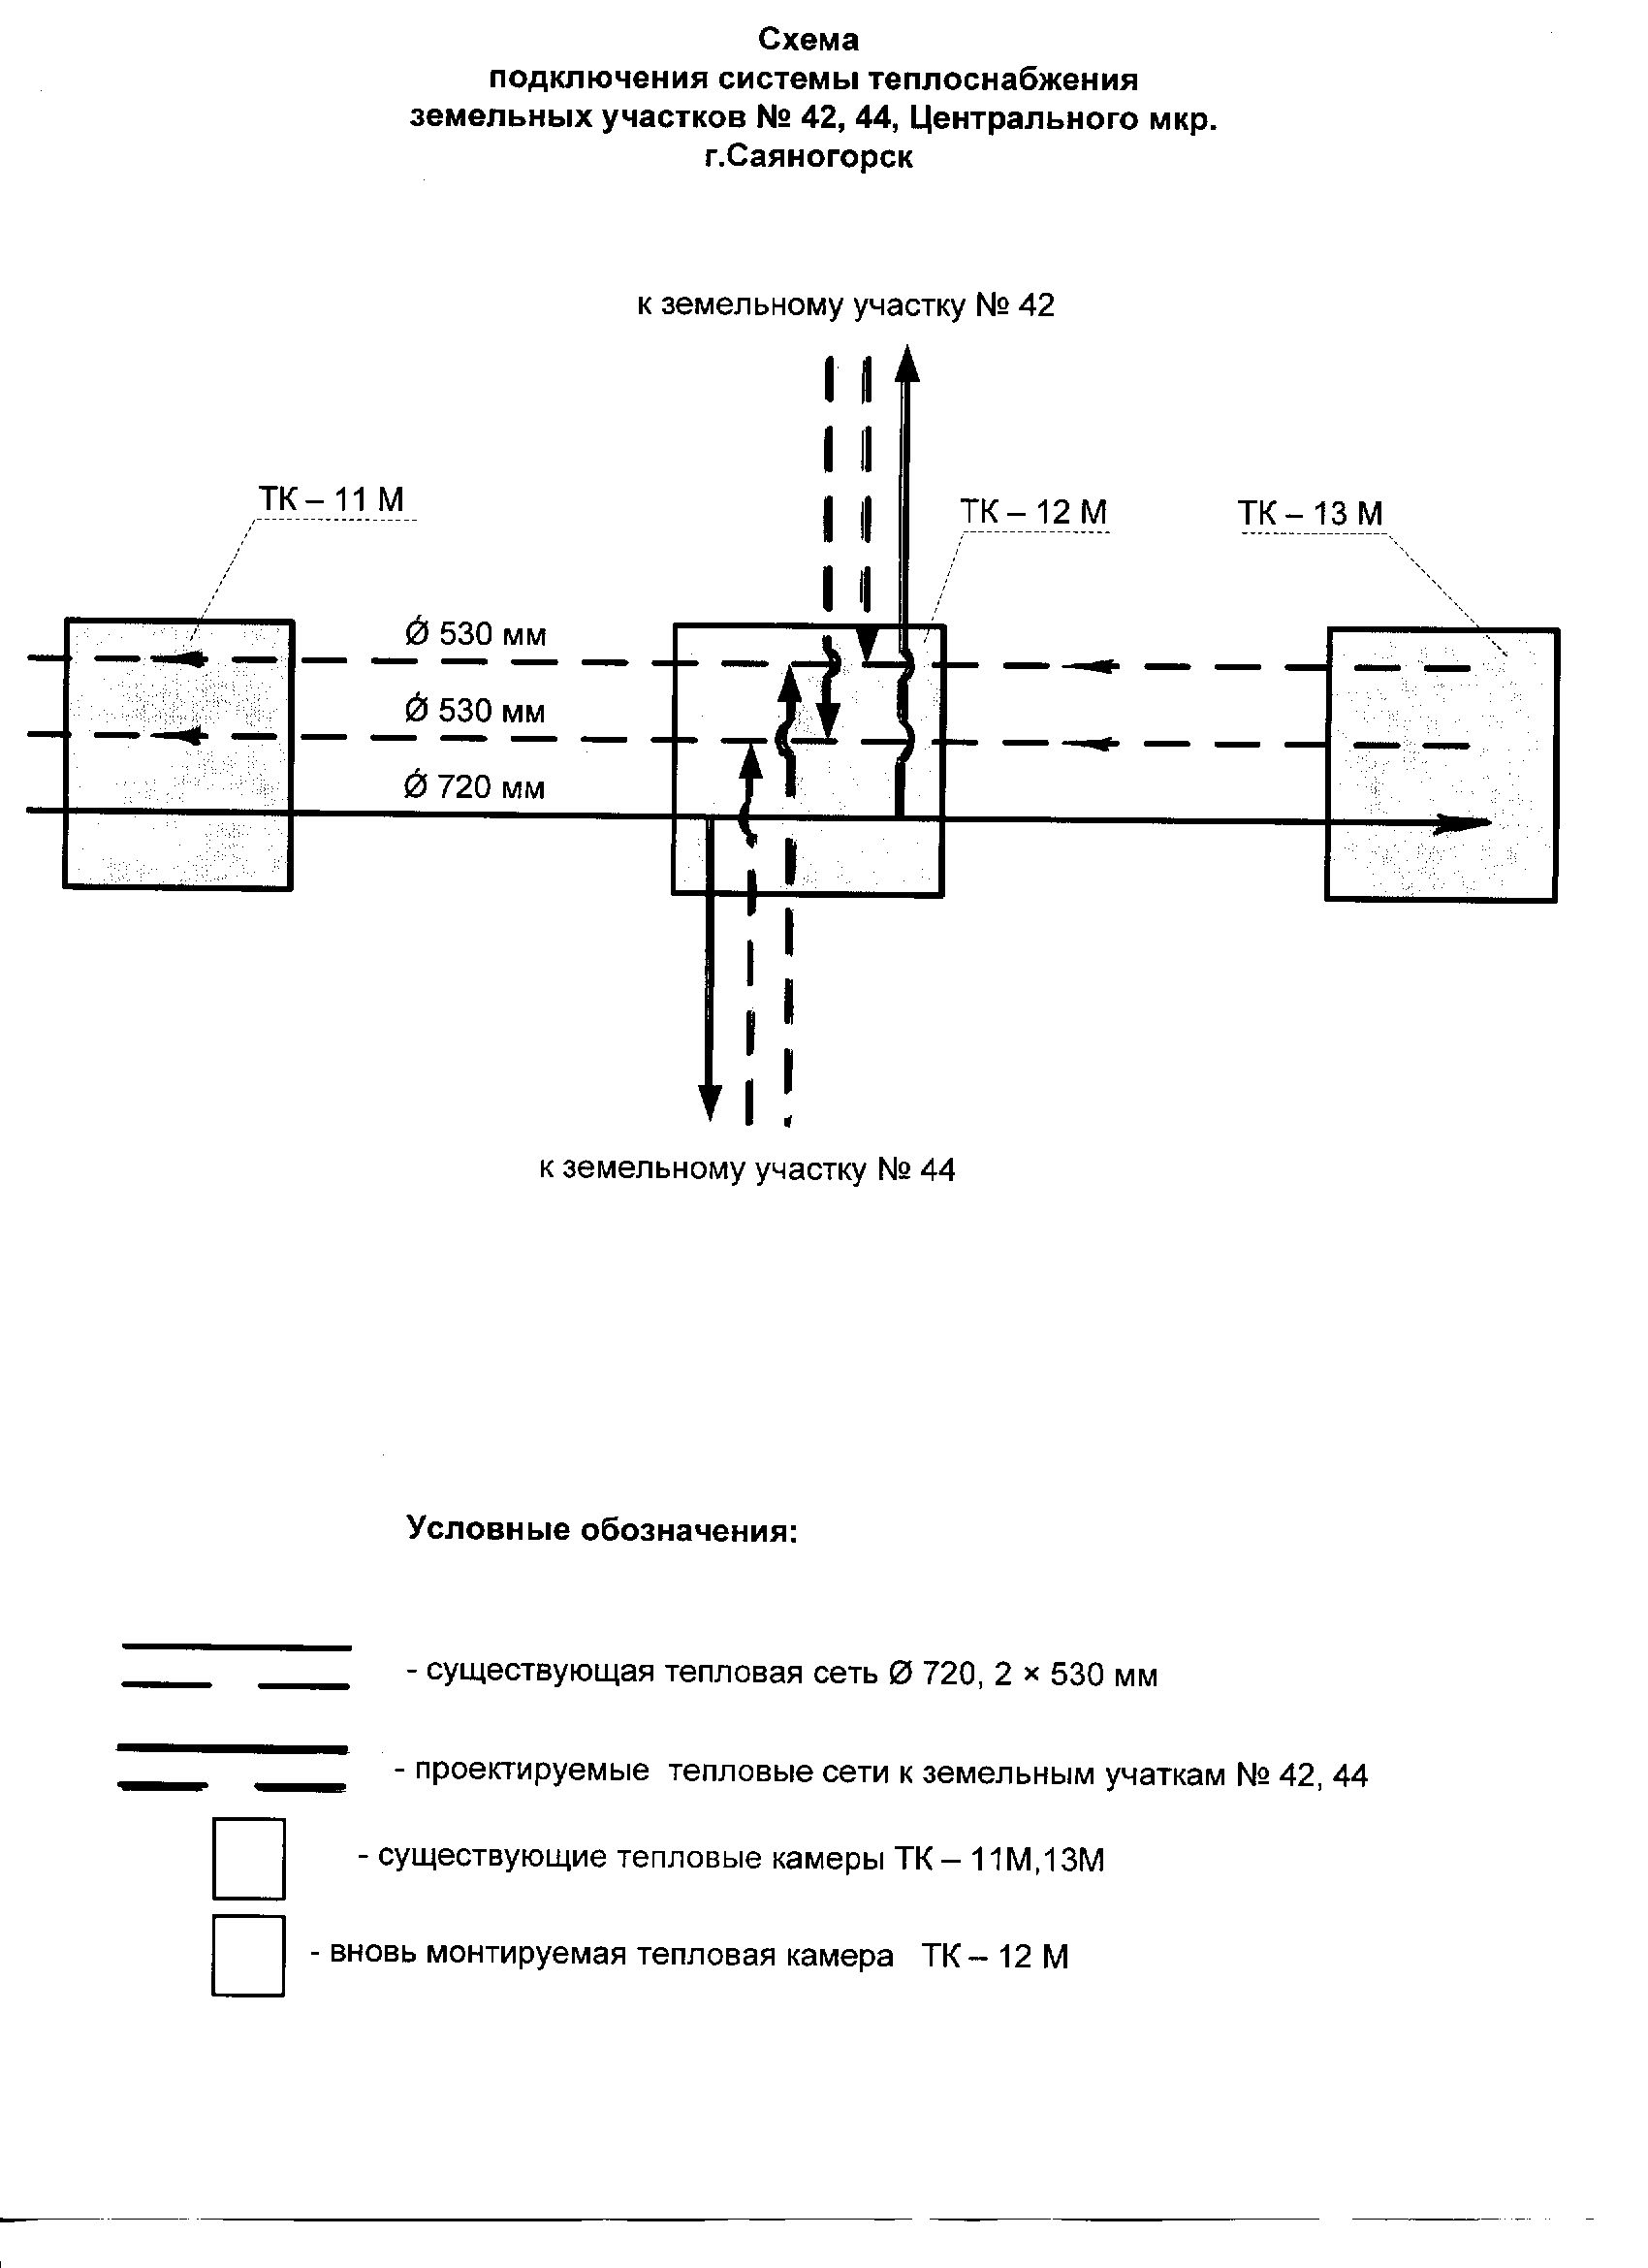 Схема
подключения системы теплоснабжения
земельных участков № 42, 44, Центрального мкр.
г.Саяногорск
к земельному участку № 42
ТК – 11 М
ТК – 12 М
ТК – 13 М
Ø 530 мм
Ø 530 мм
Ø 720 мм
к земельному участку № 44
Условные обозначения:
- существующая тепловая сеть Ø 720, 2 × 530 мм
- проектируемые тепловые сети к земельным учаткам № 42, 44
- существующие тепловые камеры ТК – 11М,13М
- вновь монтируемая тепловая камера ТК – 12 М